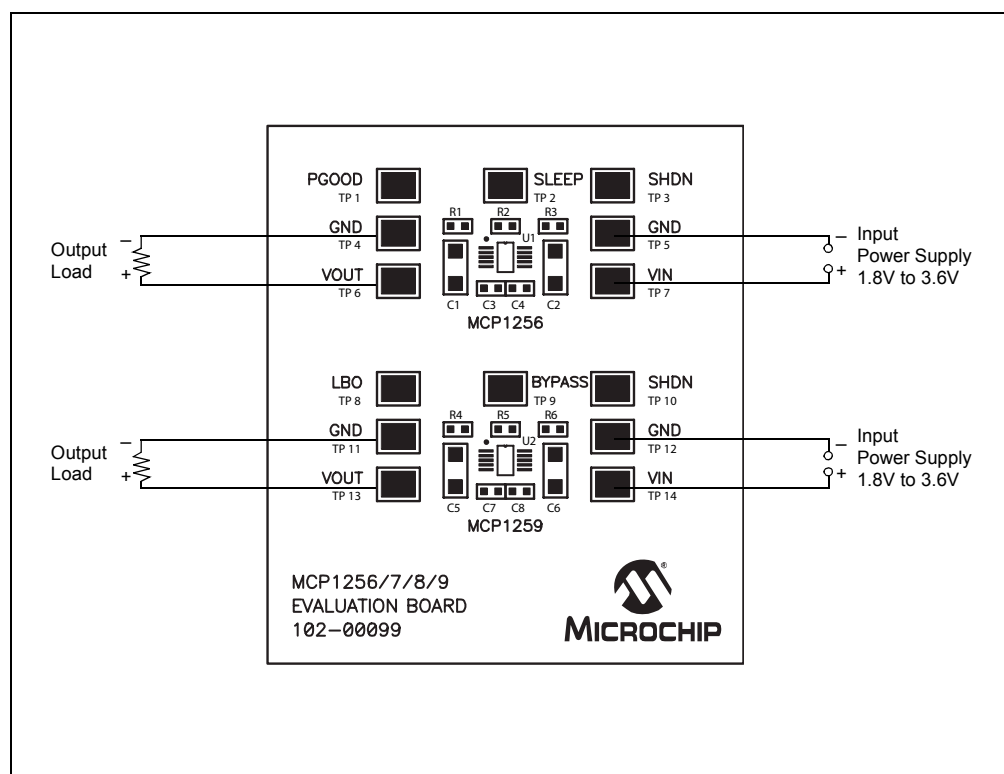 PGOOD
TP 1
SLEEP
TP 2
SHDN
TP 3
R1
R2
R3
Output
Load
–
+
GND
TP 4
U1
GND
TP 5
–
+
Input
Power Supply
1.8V to 3.6V
VOUT
TP 6
VIN
TP 7
C1
C3
C4
C2
MCP1256
LBO
TP 8
BYPASS
TP 9
SHDN
TP 10
R4
R5
R6
Output
Load
–
+
GND
TP 11
U2
GND
TP 12
–
+
Input
Power Supply
1.8V to 3.6V
VOUT
TP 13
VIN
TP 14
C5
C7
C8
C6
MCP1259
MCP1256/7/8/9
EVALUATION BOARD
102-00099
®
MICROCHIP